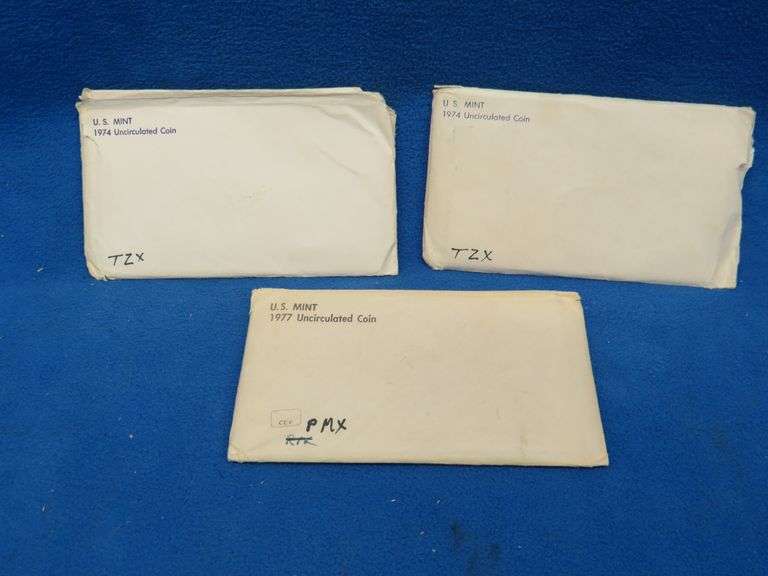 U. S. MINT
1974 Uncirculated Coin
TZX
U. S. MINT
1974 Uncirculated Coin
TZX
U.S. MINT
1977 Uncirculated Coin
PMX